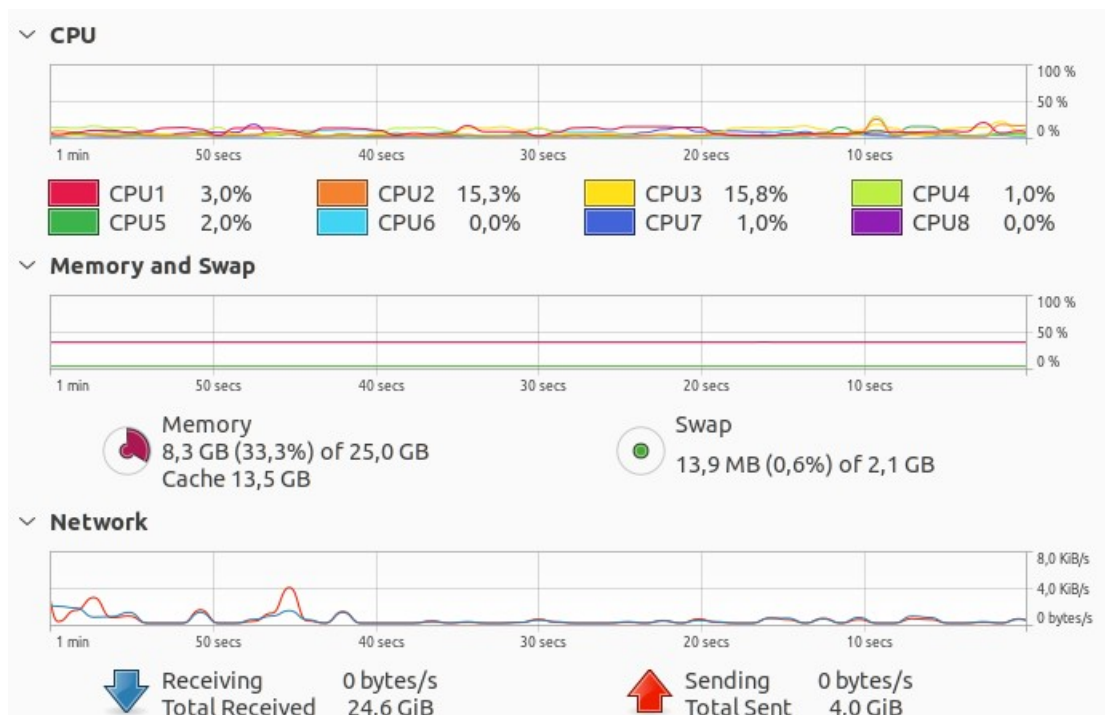 CPU
100 %
50 %
0 %
1 min 50 secs 40 secs 30 secs 20 secs 10 secs
CPU1 3,0% CPU2 15,3% CPU3 15,8% CPU4 1,0%
CPU5 2,0% CPU6 0,0% CPU7 1,0% CPU8 0,0%
Memory and Swap
100 %
50 %
0 %
1 min 50 secs 40 secs 30 secs 20 secs 10 secs
Memory
8,3 GB (33,3%) of 25,0 GB
Cache 13,5 GB
Swap
13,9 MB (0,6%) of 2,1 GB
Network
8,0 KiB/s
4,0 KiB/s
0 bytes/s
1 min 50 secs 40 secs 30 secs 20 secs 10 secs
Receiving 0 bytes/s
Total Received 24,6 GiB
Sending 0 bytes/s
Total Sent 4,0 GiB